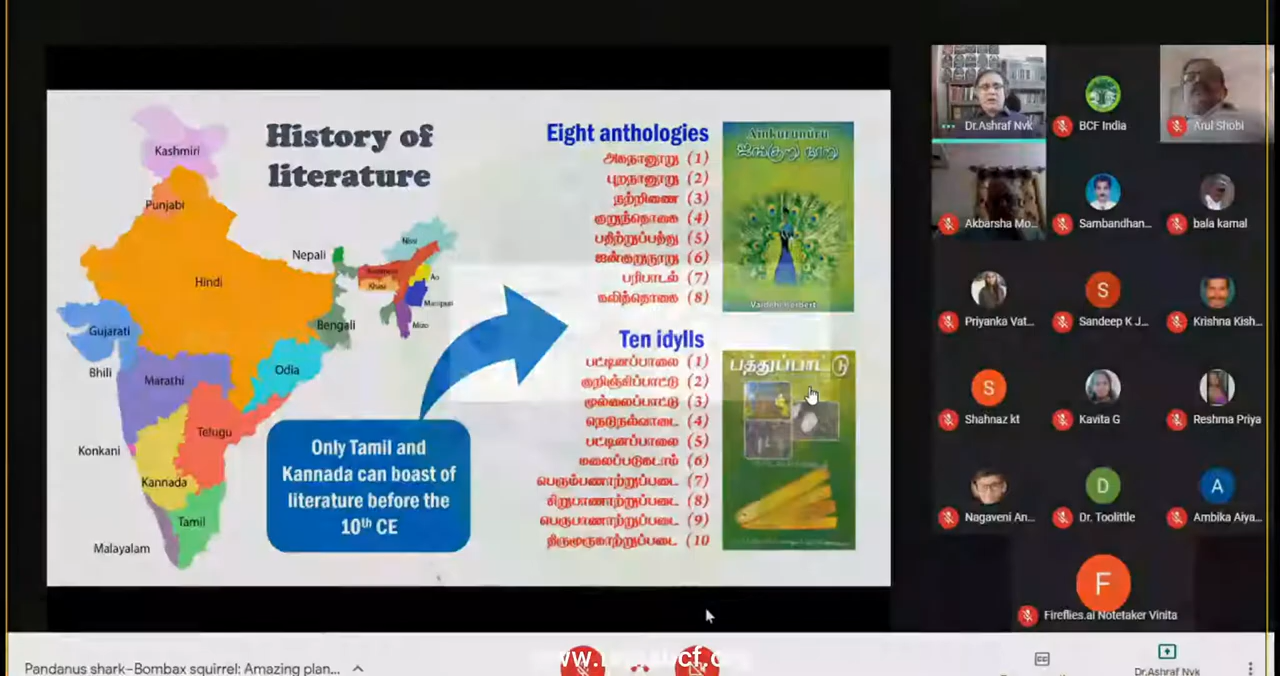 History of
literature
Kashmiri
Punjabi
Nepali
Hindi
Ao
Khasi
Manipuri
Mizo
Bengali
Gujarati
Bhili
Marathi
Odia
Telugu
Konkani
Kannada
Tamil
Malayalam
Only Tamil and
Kannada can boast of
literature before the
10th CE
Eight anthologies
அகநானூறு (1)
புறநானூறு (2)
நற்றிணை (3)
குறுந்தொகை (4)
பதிற்றுப்பத்து (5)
ஐங்குறுநூறு (6)
பரிபாடல் (7)
கலித்தொகை (8)
Ten idylls
பட்டினப்பாலை (1)
குறிஞ்சிப்பாட்டு (2)
முல்லைப்பாட்டு (3)
நெடுநல்வாடை (4)
பட்டினப்பாலை (5)
மலைப்படுகடாம் (6)
பெரும்பாணாற்றுப்படை (7)
சிறுபாணாற்றுப்படை (8)
திருமுருகாற்றுப்படை (10
Ainkurunuru
ஐங்குறு நூறு
Vaidehi Herbert
பத்துப்பாட்டு
Dr.Ashraf Nvk
BCF India
Arul Shobi
Akbarsha Mo...
Sambandhan...
bala kamal
Priyanka Vat...
Sandeep K J...
Krishna Kish...
Shahnaz kt
Kavita G
Reshma Priya
Nagaveni An...
D
Dr. Toolittle
A
Ambika Aiya...
S
S
F
Fireflies.ai Notetaker Vinita
Pandanus shark–Bombax squirrel: Amazing plan...
Dr.Ashraf Nvk